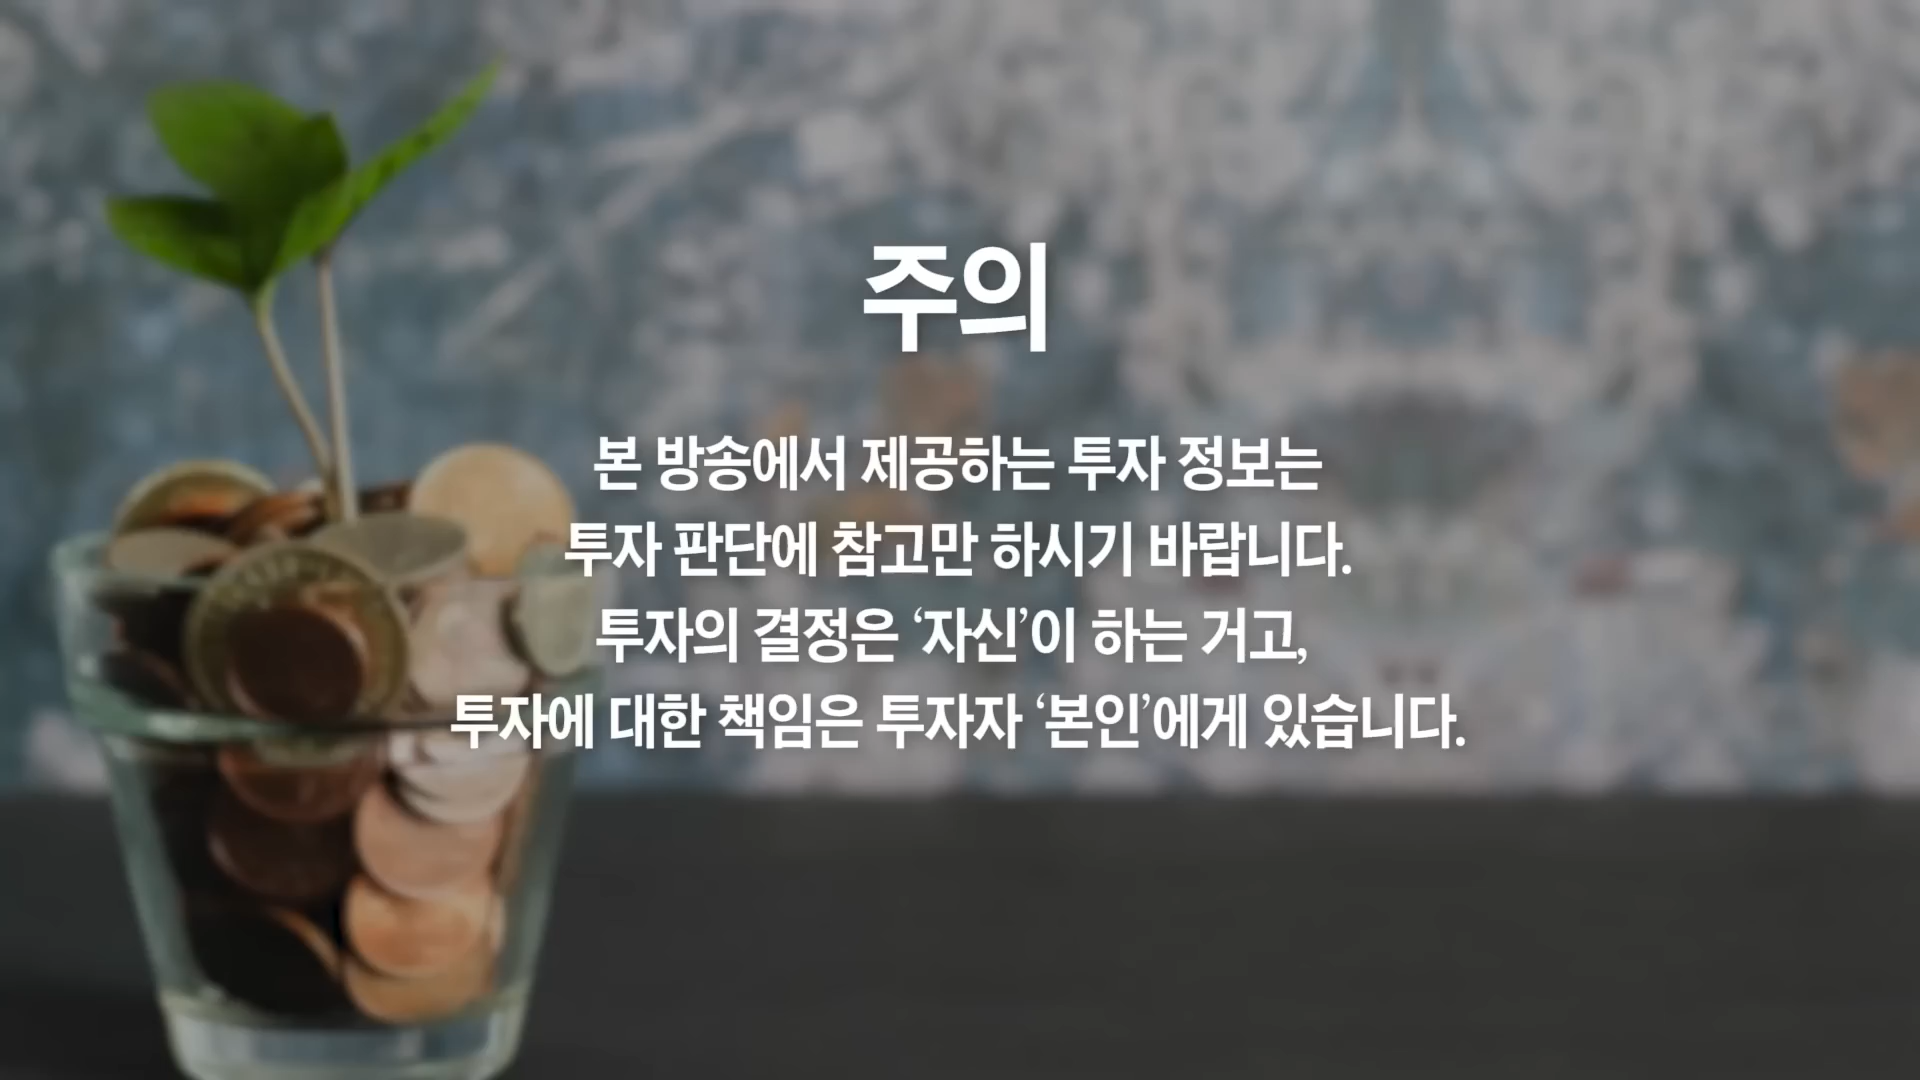 주의
본 방송에서 제공하는 투자 정보는
투자 판단에 참고만 하시기 바랍니다.
투자의 결정은 ‘자신’이 하는 거고,
투자에 대한 책임은 투자자 ‘본인’에게 있습니다.